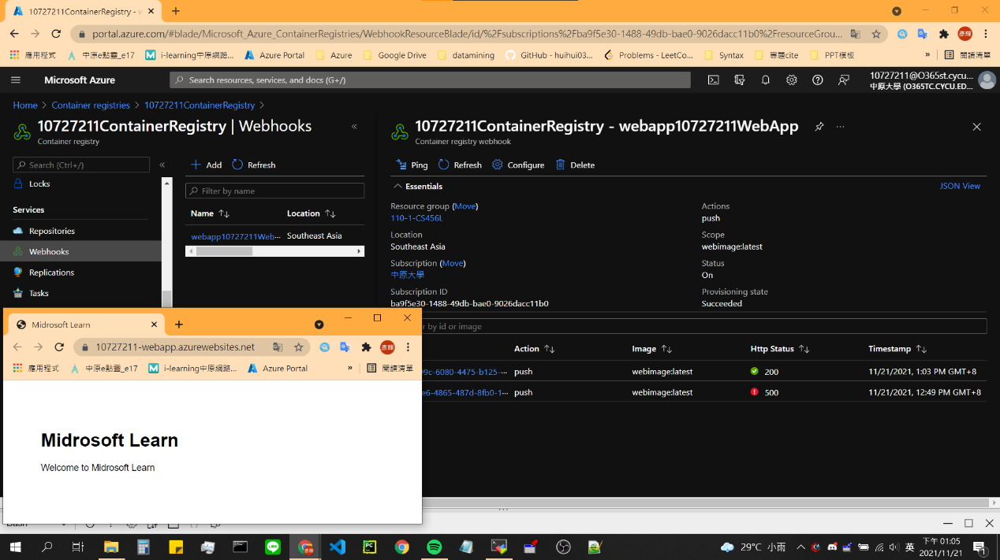 10727211ContainerRegistry - w
portal.azure.com/#blade/Microsoft_Azure_ContainerRegistries/WebhookResourceBlade/id/%2Fsubscriptions%2Fba9f5e30-1488-49db-bae0-9026dacc11b0%2FresourceGrou...
彥輝
應用程式 中原e點靈_e17 i-learning中原網路... Azure Portal Azure Google Drive datamining GitHub - huihui03... Problems - LeetCo... Syntax 專題cite PPT模板 » 閱讀清單
Microsoft Azure
Search resources, services, and docs (G+/)
10727211@O365st.cycu....
中原大學 (O365TC.CYCU.ED...
Home > Container registries > 10727211ContainerRegistry >
10727211ContainerRegistry | Webhooks
Container registry
«
Search (Ctrl+/)
«
Locks
Services
Repositories
Webhooks
Replications
Tasks
Add Refresh
Filter by name
Name Location
webapp10727211Web··· Southeast Asia
10727211ContainerRegistry - webapp10727211WebApp
Container registry webhook
Ping Refresh Configure Delete
Essentials
JSON View
Resource group (Move)
110-1-CS456L
Location
Southeast Asia
Subscription (Move)
中原大學
Subscription ID
ba9f5e30-1488-49db-bae0-9026dacc11b0
Actions
push
Scope
webimage:latest
Status
On
Provisioning state
Succeeded
r by id or image
Action Image Http Status Timestamp
9c-6080-4475-b125-··· push webimage:latest 200 11/21/2021, 1:03 PM GMT+8
e6-4865-487d-8fb0-1··· push webimage:latest 500 11/21/2021, 12:49 PM GMT+8
Midrosoft Learn
10727211-webapp.azurewebsites.net
彥輝
應用程式 中原e點靈_e17 i-learning中原網路... Azure Portal » 閱讀清單
Midrosoft Learn
Welcome to Midrosoft Learn
Bash
29°C 小雨
英
下午 01:05
2021/11/21
1